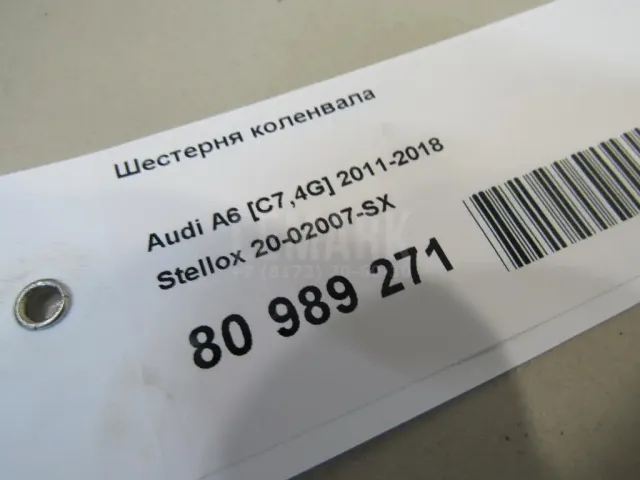 Шестерня коленвала
Audi A6 [C7,4G] 2011-2018
Stellox 20-02007-SX
80 989 271